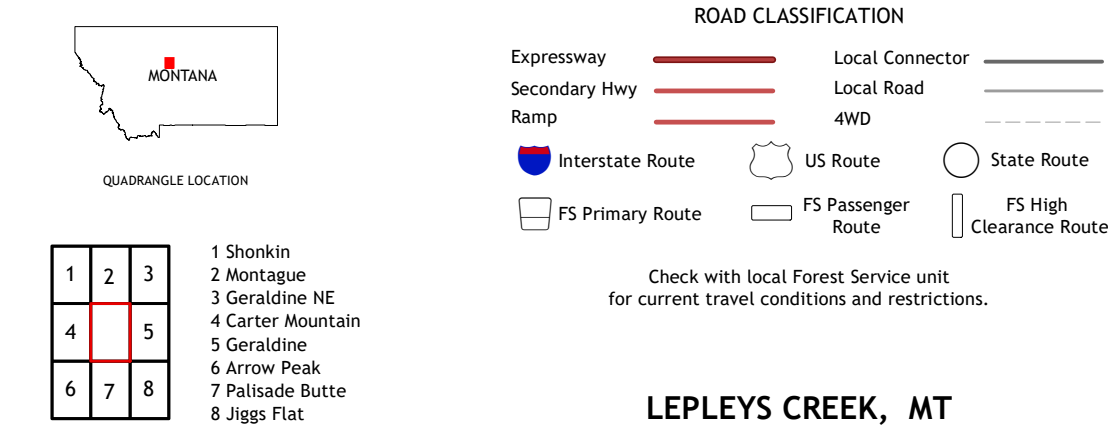 MONTANA
QUADRANGLE LOCATION
1 2 3
4 5
6 7 8
1 Shonkin
2 Montague
3 Geraldine NE
4 Carter Mountain
5 Geraldine
6 Arrow Peak
7 Palisade Butte
8 Jiggs Flat
ROAD CLASSIFICATION
Expressway
Secondary Hwy
Ramp
Local Connector
Local Road
4WD
Interstate Route
US Route
State Route
FS Primary Route
FS Passenger
Route
FS High
Clearance Route
Check with local Forest Service unit
for current travel conditions and restrictions.
LEPLEYS CREEK, MT